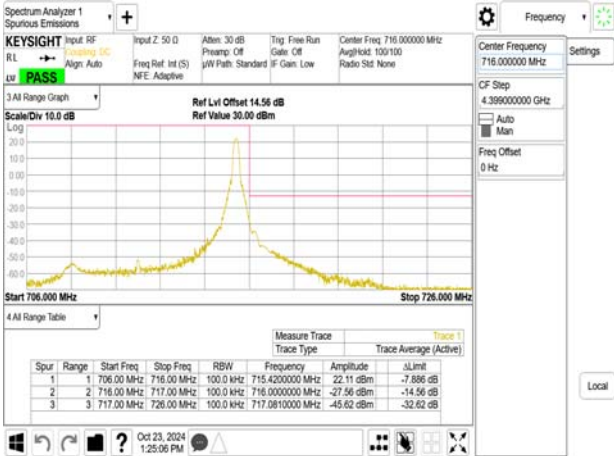 Spectrum Analyzer 1
Spurious Emissions
Frequency
KEYSIGHT
RL
LW PASS
Input: RF
Coupling: DC
Align: Auto
Input Z: 50 Ω
Freq Ref: Int (S)
NFE: Adaptive
Atten: 30 dB
Preamp: Off
µW Path: Standard
Trig: Free Run
Gate: Off
IF Gain: Low
Center Freq: 716.000000 MHz
Avg|Hold: 100/100
Radio Std: None
Center Frequency
716.000000 MHz
Settings
CF Step
4.399000000 GHz
Auto
Man
Freq Offset
0 Hz
3 All Range Graph
Ref Lvl Offset 14.56 dB
Scale/Div 10.0 dB
Ref Value 30.00 dBm
Log
20.0
10.0
0.00
-10.0
-20.0
-30.0
-40.0
-50.0
-60.0
Start 706.000 MHz
Stop 726.000 MHz
4 All Range Table
Measure Trace Trace 1
Trace Type Trace Average (Active)
Spur Range Start Freq Stop Freq RBW Frequency Amplitude ΔLimit
1 1 706.00 MHz 716.00 MHz 100.0 kHz 715.4200000 MHz 22.11 dBm -7.886 dB
2 2 716.00 MHz 717.00 MHz 100.0 kHz 716.0000000 MHz -27.56 dBm -14.56 dB
3 3 717.00 MHz 726.00 MHz 100.0 kHz 717.0810000 MHz -45.62 dBm -32.62 dB
Local
Oct 23, 2024
1:25:06 PM